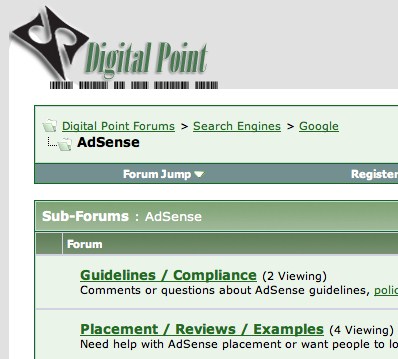 Digital Point
Digital Point Forums > Search Engines > Google
AdSense
Forum Jump Register
Sub-Forums : AdSense
Forum
Guidelines / Compliance (2 Viewing)
Comments or questions about AdSense guidelines,
Placement / Reviews / Examples (4 Viewing)
Need help with AdSense placement or want people to